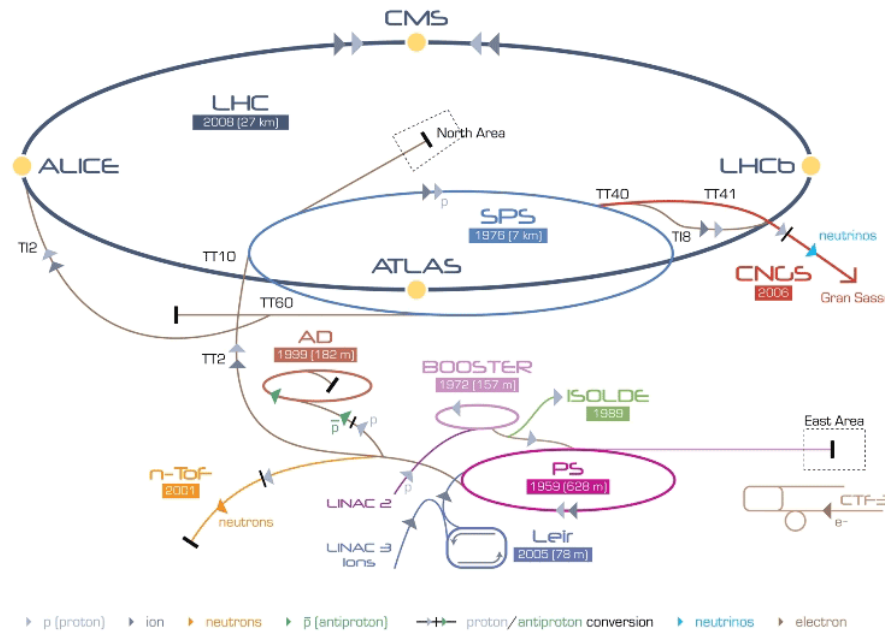 CMS
LHC
2008 (27 km)
North Area
ALICE
LHCb
TT40
TT41
SPS
1976 (7 km)
p
TI8
neutrinos
TI2
TT10
ATLAS
CNGS
2006
Gran Sass
TT60
AD
1999 (182 m)
TT2
BOOSTER
1972 (157 m)
ISOLDE
1989
p
p̅
East Area
n-ToF
2001
p
PS
1959 (628 m)
LINAC 2
neutrons
CTF3
e-
LINAC 3
Ions
Leir
2005 (78 m)
p (proton)
ion
neutrons
p̅ (antiproton)
proton/antiproton conversion
neutrinos
electron